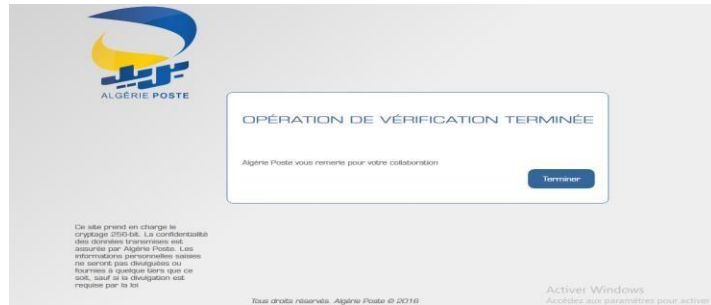 ALGÉRIE POSTE
OPÉRATION DE VÉRIFICATION TERMINÉE
Algérie Poste vous remerie pour votre collaboration
Terminer
Ce site prend en charge le
cryptage 256-bit. La confidentialité
des données transmises est
assurée par Algérie Poste. Les
informations personnelles saisies
ne seront pas divulguées ou
fournies à quelque tiers que ce
soit, sauf si la divulgation est
requise par la loi
Tous droits réservés. Algérie Poste © 2016
Activer Windows
Accédez aux paramètres pour activer